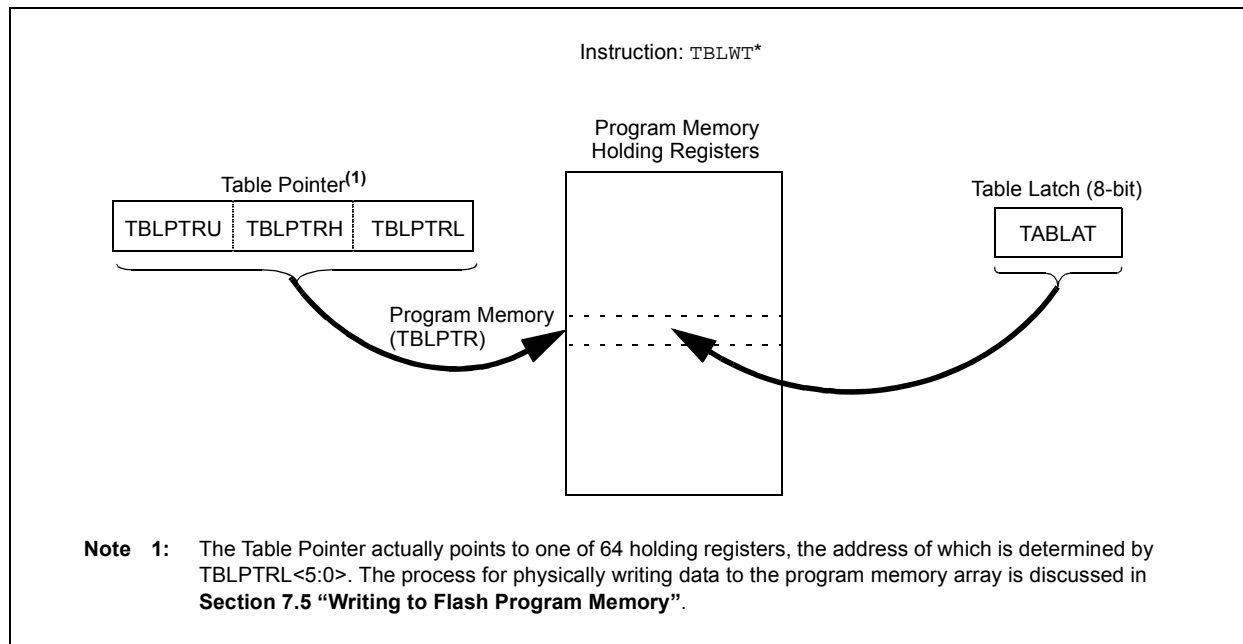 Instruction: TBLWT*
Program Memory
Holding Registers
Table Pointer(1)
Table Latch (8-bit)
TBLPTRU TBLPTRH TBLPTRL
TABLAT
Program Memory
(TBLPTR)
Note 1: The Table Pointer actually points to one of 64 holding registers, the address of which is determined by
TBLPTRL<5:0>. The process for physically writing data to the program memory array is discussed in
Section 7.5 “Writing to Flash Program Memory”.